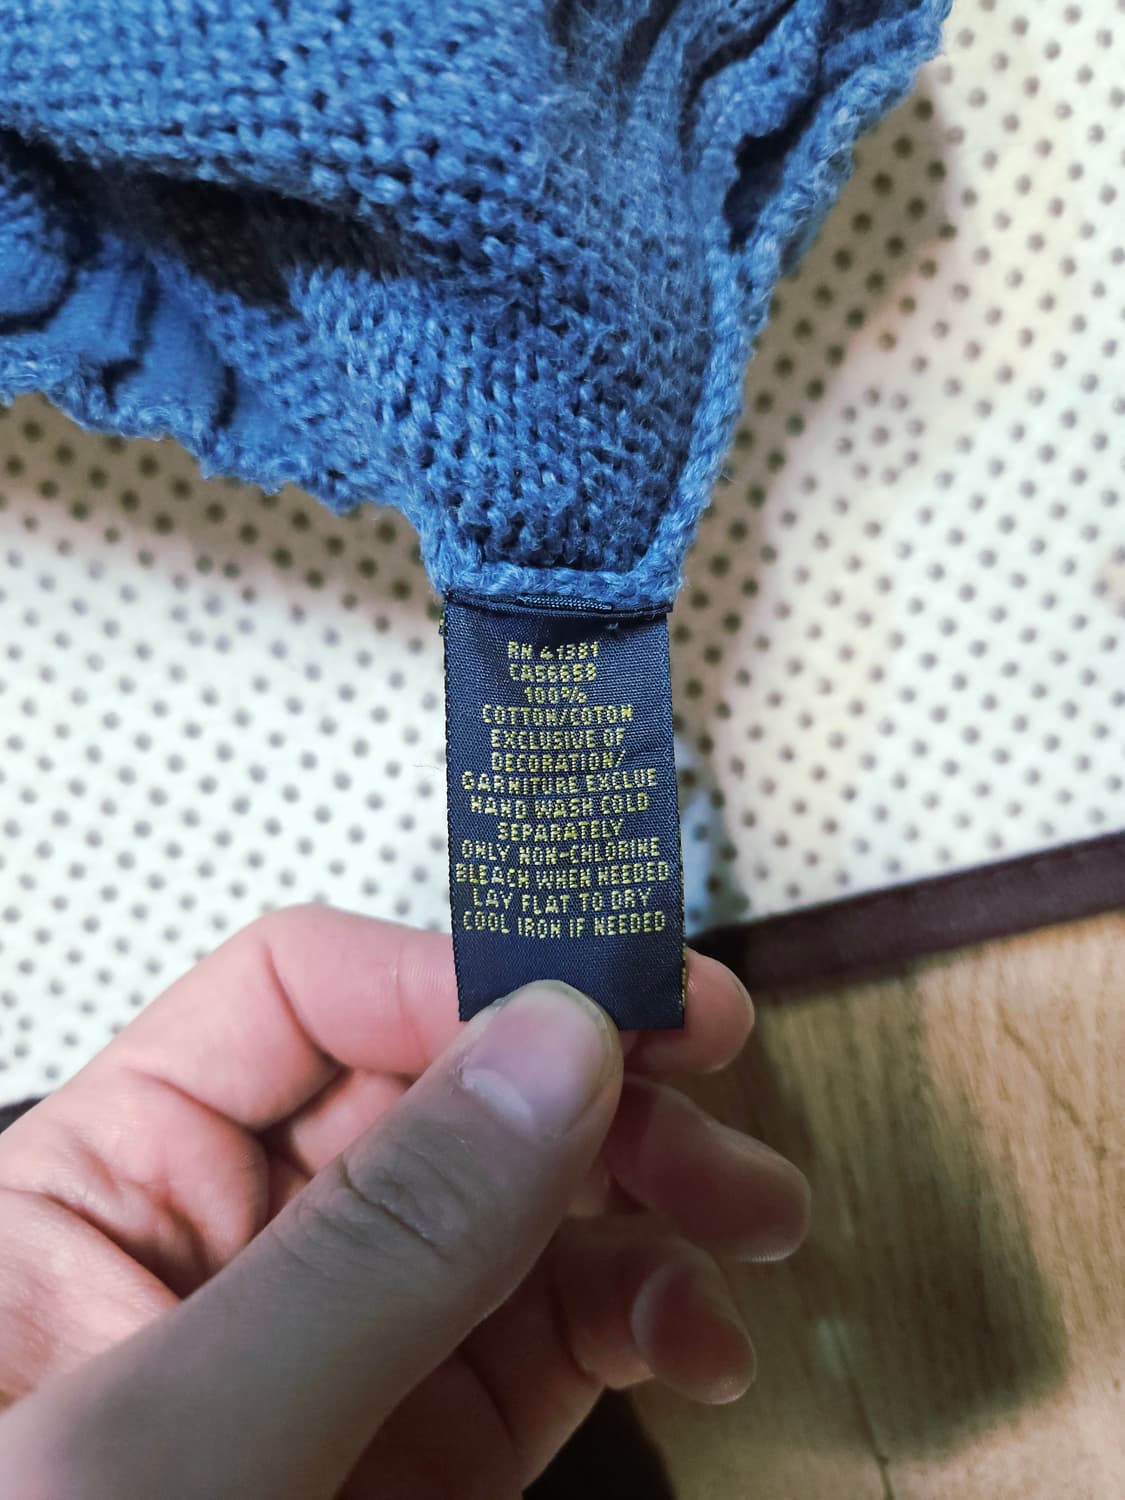 RN 41381
CA56658
100%
COTTON/COTON
EXCLUSIVE OF
DECORATION/
GARNITURE EXCLUE
HAND WASH COLD
SEPARATELY
ONLY NON-CHLORINE
BLEACH WHEN NEEDED
LAY FLAT TO DRY
COOL IRON IF NEEDED